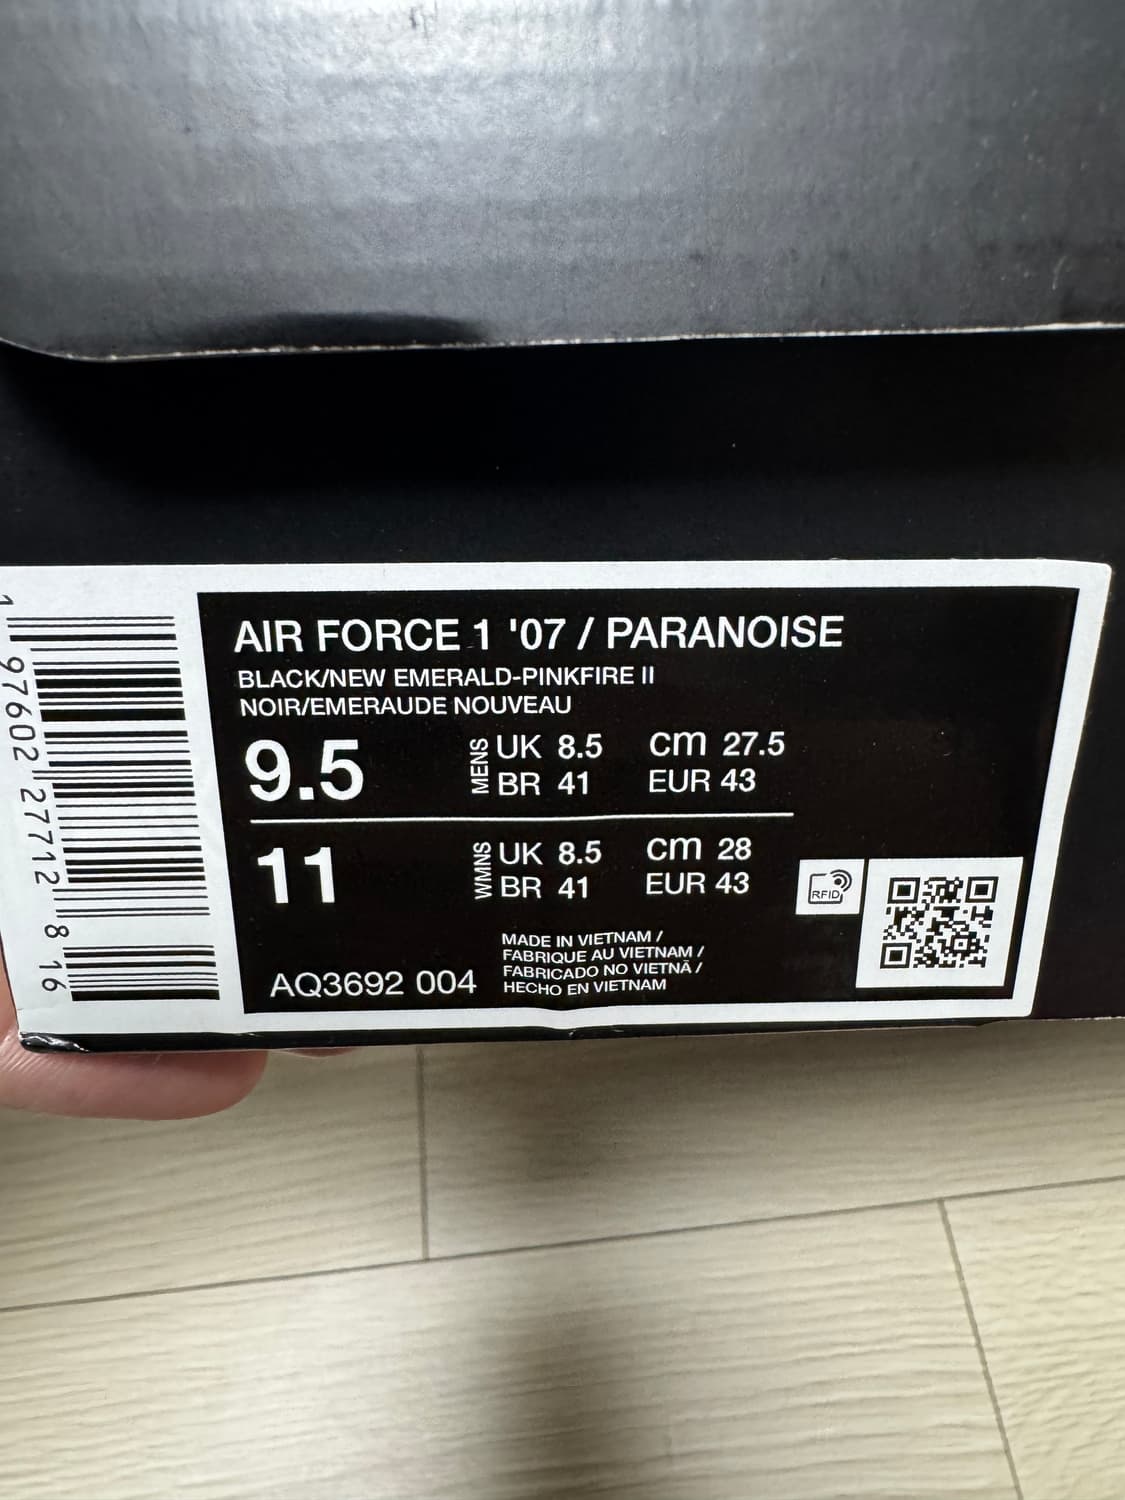 AIR FORCE 1 '07 / PARANOISE
BLACK/NEW EMERALD-PINKFIRE II
NOIR/EMERAUDE NOUVEAU
9.5 MENS UK 8.5 cm 27.5
BR 41 EUR 43
11 WMNS UK 8.5 cm 28
BR 41 EUR 43
RFID
MADE IN VIETNAM /
FABRIQUE AU VIETNAM /
FABRICADO NO VIETNÃ /
HECHO EN VIETNAM
AQ3692 004
1 97602 27712 8 16